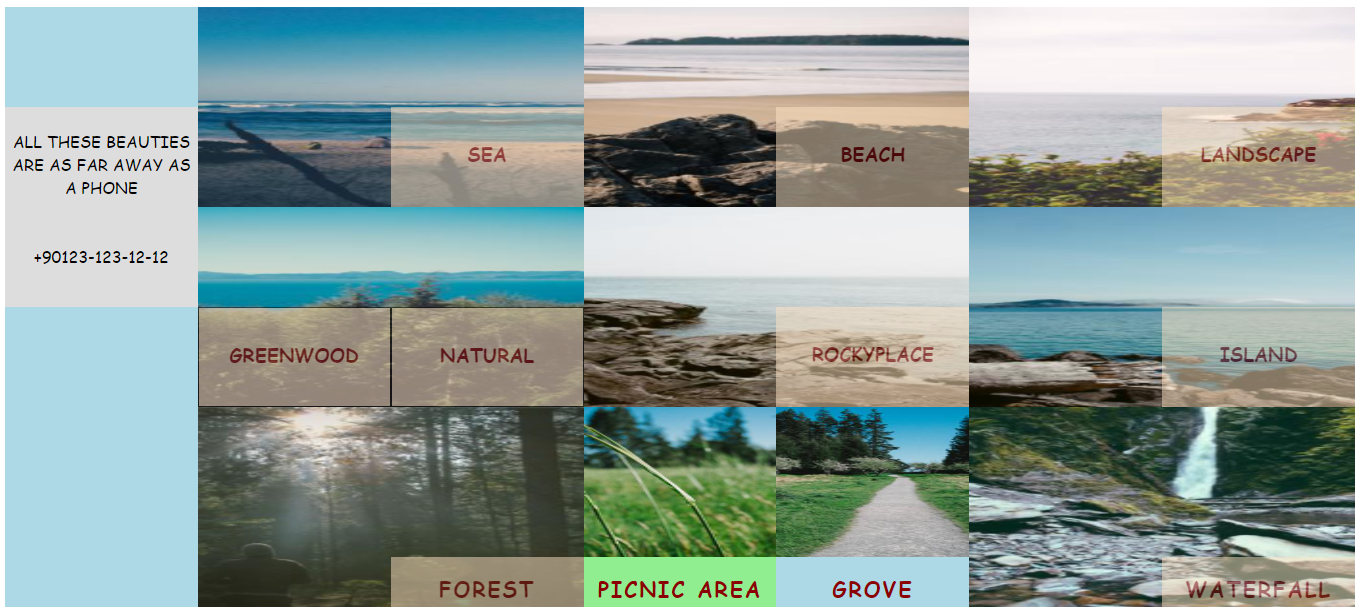 ALL THESE BEAUTIES
ARE AS FAR AWAY AS
A PHONE
+90123-123-12-12
SEA
BEACH
LANDSCAPE
GREENWOOD
NATURAL
ROCKYPLACE
ISLAND
FOREST
PICNIC AREA
GROVE
WATERFALL